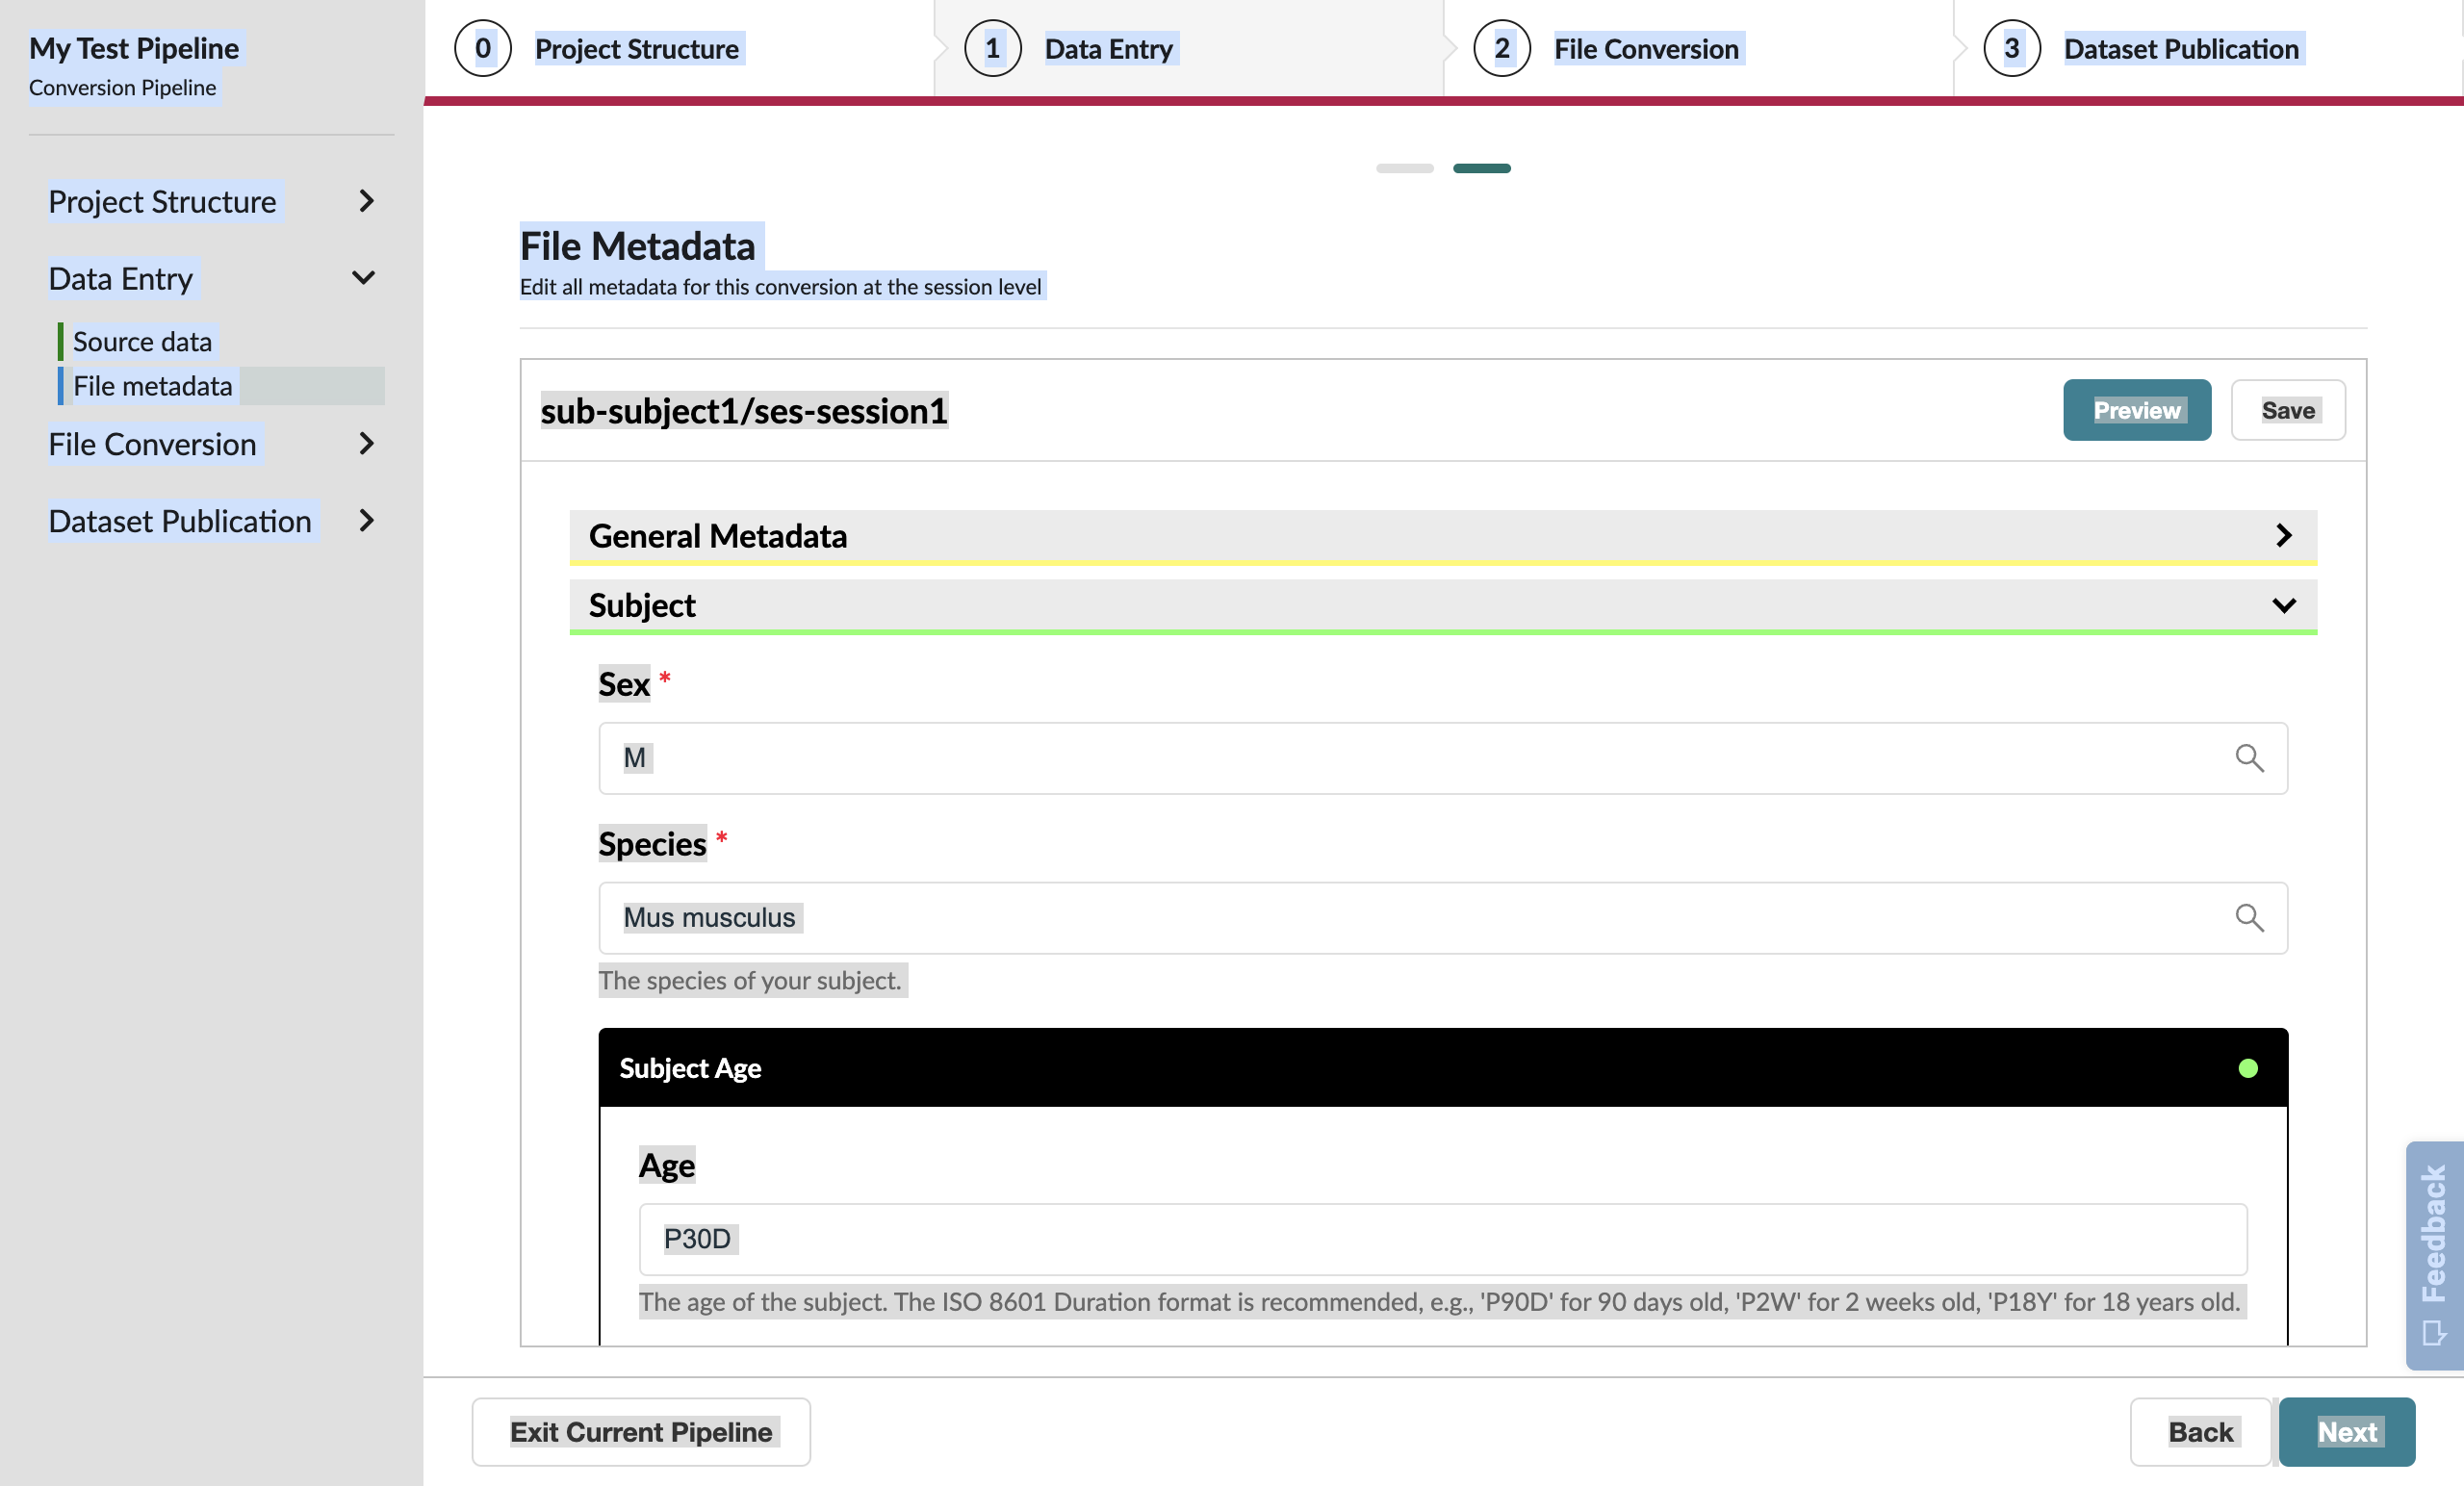 My Test Pipeline
Conversion Pipeline
Project Structure
Data Entry
Source data
File metadata
File Conversion
Dataset Publication
0 Project Structure
1 Data Entry
2 File Conversion
3 Dataset Publication
File Metadata
Edit all metadata for this conversion at the session level
sub-subject1/ses-session1
Preview
Save
General Metadata
Subject
Sex *
M
Species *
Mus musculus
The species of your subject.
Subject Age
Age
P30D
The age of the subject. The ISO 8601 Duration format is recommended, e.g., 'P90D' for 90 days old, 'P2W' for 2 weeks old, 'P18Y' for 18 years old.
Feedback
Exit Current Pipeline
Back
Next